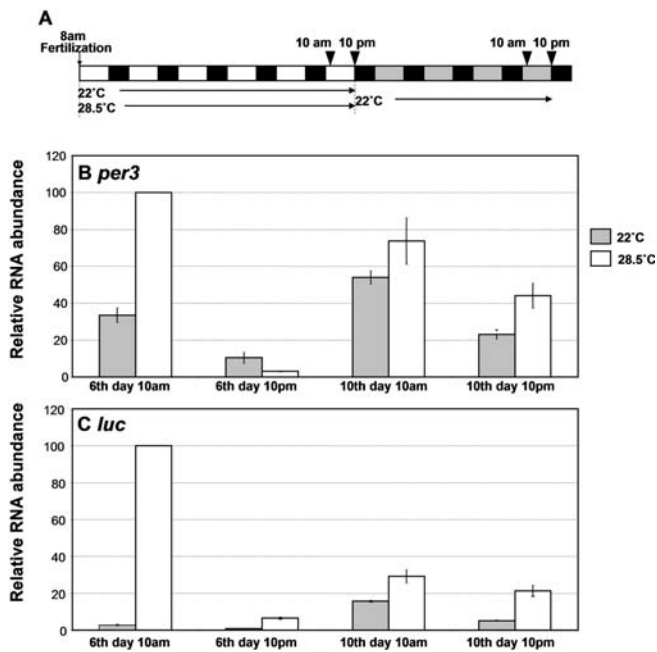 A
8am
Fertilization
10 am 10 pm
10 am 10 pm
22°C
28.5°C
22°C
B per3
Relative RNA abundance
120
100
80
60
40
20
0
6th day 10am
6th day 10pm
10th day 10am
10th day 10pm
22°C
28.5°C
C luc
Relative RNA abundance
120
100
80
60
40
20
0
6th day 10am
6th day 10pm
10th day 10am
10th day 10pm